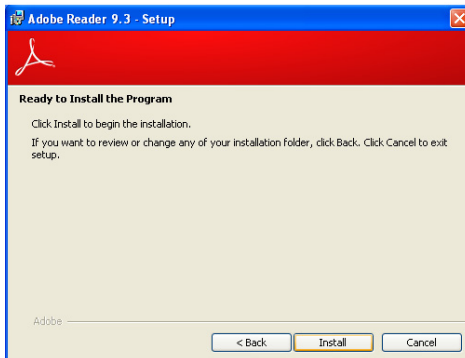 Adobe Reader 9.3 - Setup
Ready to Install the Program
Click Install to begin the installation.
If you want to review or change any of your installation folder, click Back. Click Cancel to exit
setup.
Adobe
< Back Install Cancel